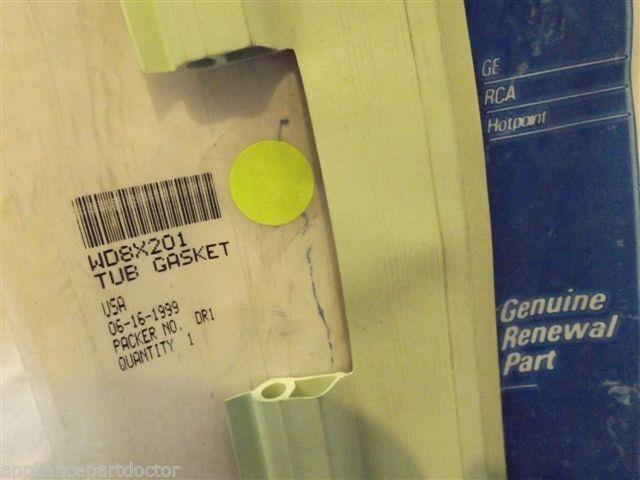 GE
RCA
Hotpoint
WD8X201
TUB GASKET
USA
06-16-1999
PACKER NO. DR1
QUANTITY 1
Genuine
Renewal
Part
appliancepartdoctor